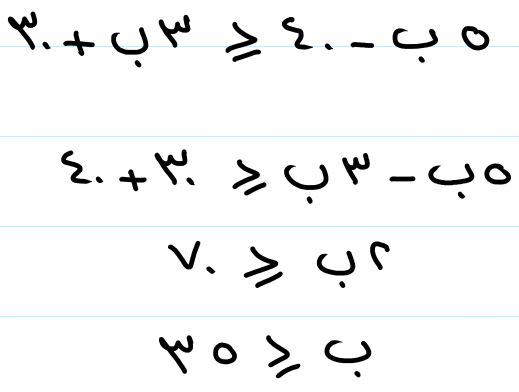 ٥ب - ٤٠ ⩾ ٣ب + ٣٠
٥ب - ٣ب ⩾ ٣٠ + ٤٠
٢ب ⩾ ٧٠
ب ⩾ ٣٥